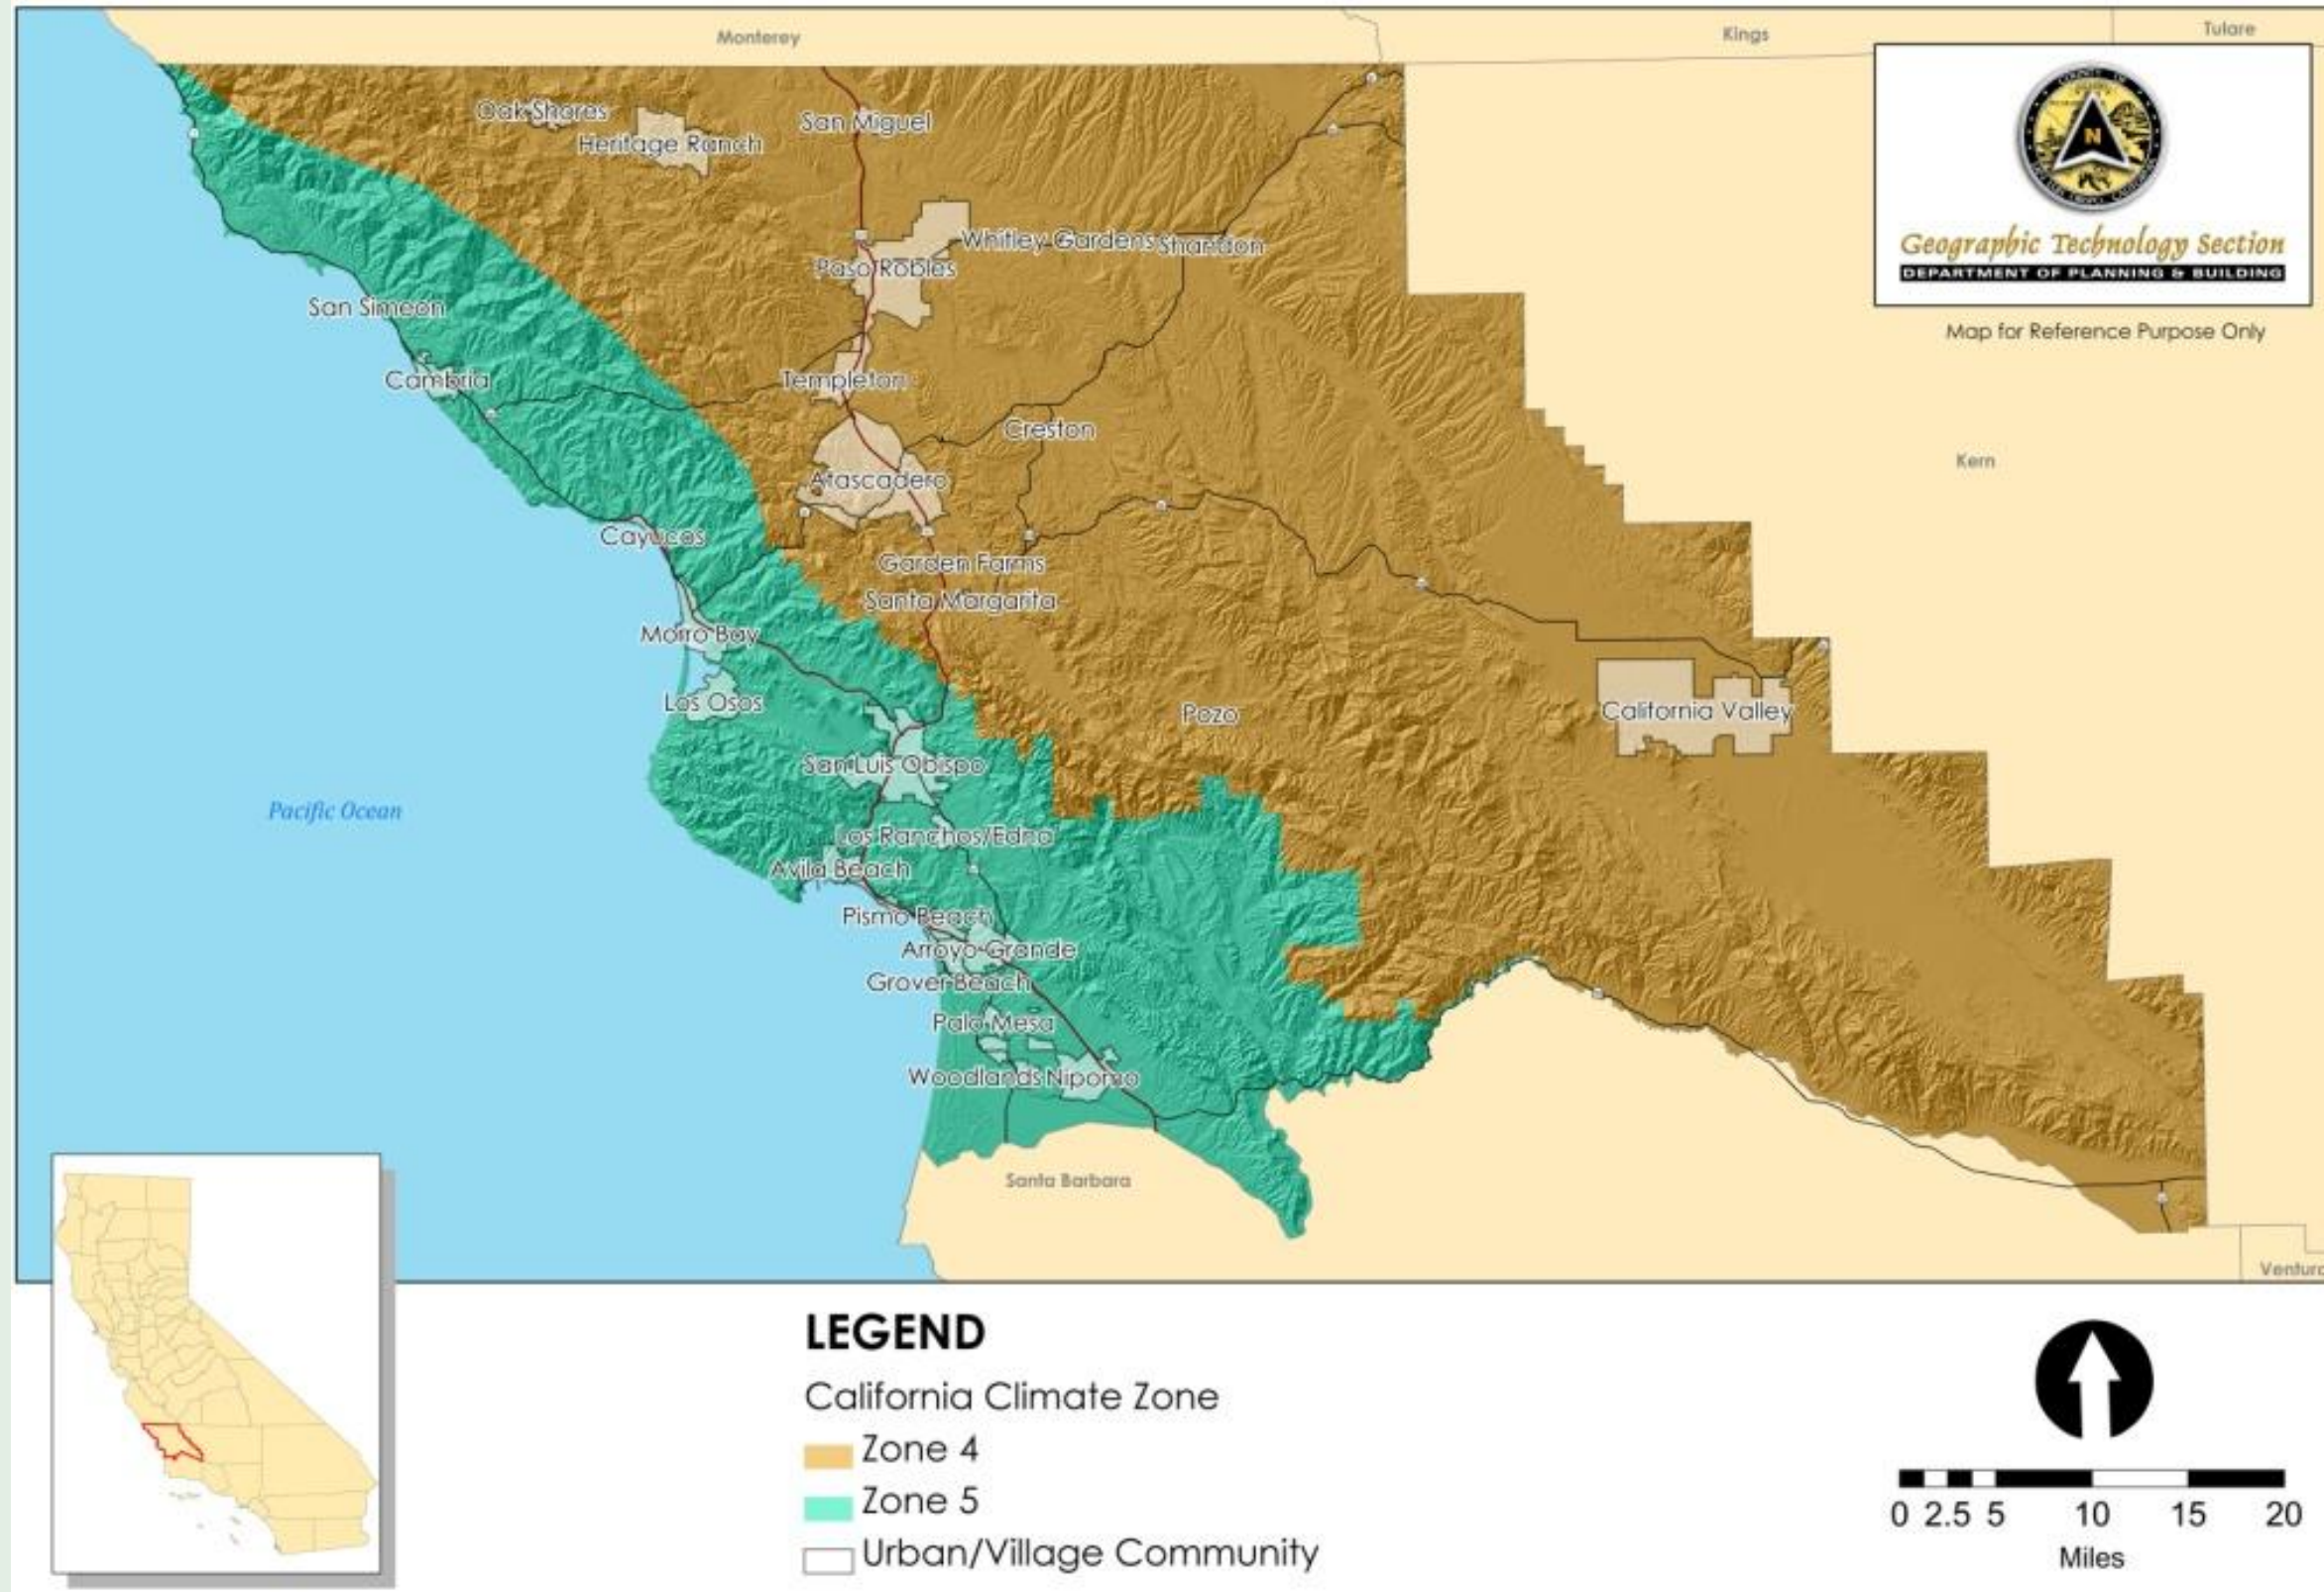 Monterey
Kings
Tulare
Oak Shores
Heritage Ranch
San Miguel
N
Geographic Technology Section
DEPARTMENT OF PLANNING & BUILDING
Map for Reference Purpose Only
Whitley Gardens
Shandon
Paso Robles
San Simeon
Cambria
Templeton
Creston
Kern
Atascadero
Cayucos
Garden Farms
Santa Margarita
Morro Bay
Los Osos
Pozo
California Valley
San Luis Obispo
Pacific Ocean
Los Ranchos/Edna
Avila Beach
Pismo Beach
Arroyo Grande
Grover Beach
Palo Mesa
Woodlands
Nipomo
Santa Barbara
Ventura
LEGEND
California Climate Zone
Zone 4
Zone 5
Urban/Village Community
0 2.5 5 10 15 20
Miles